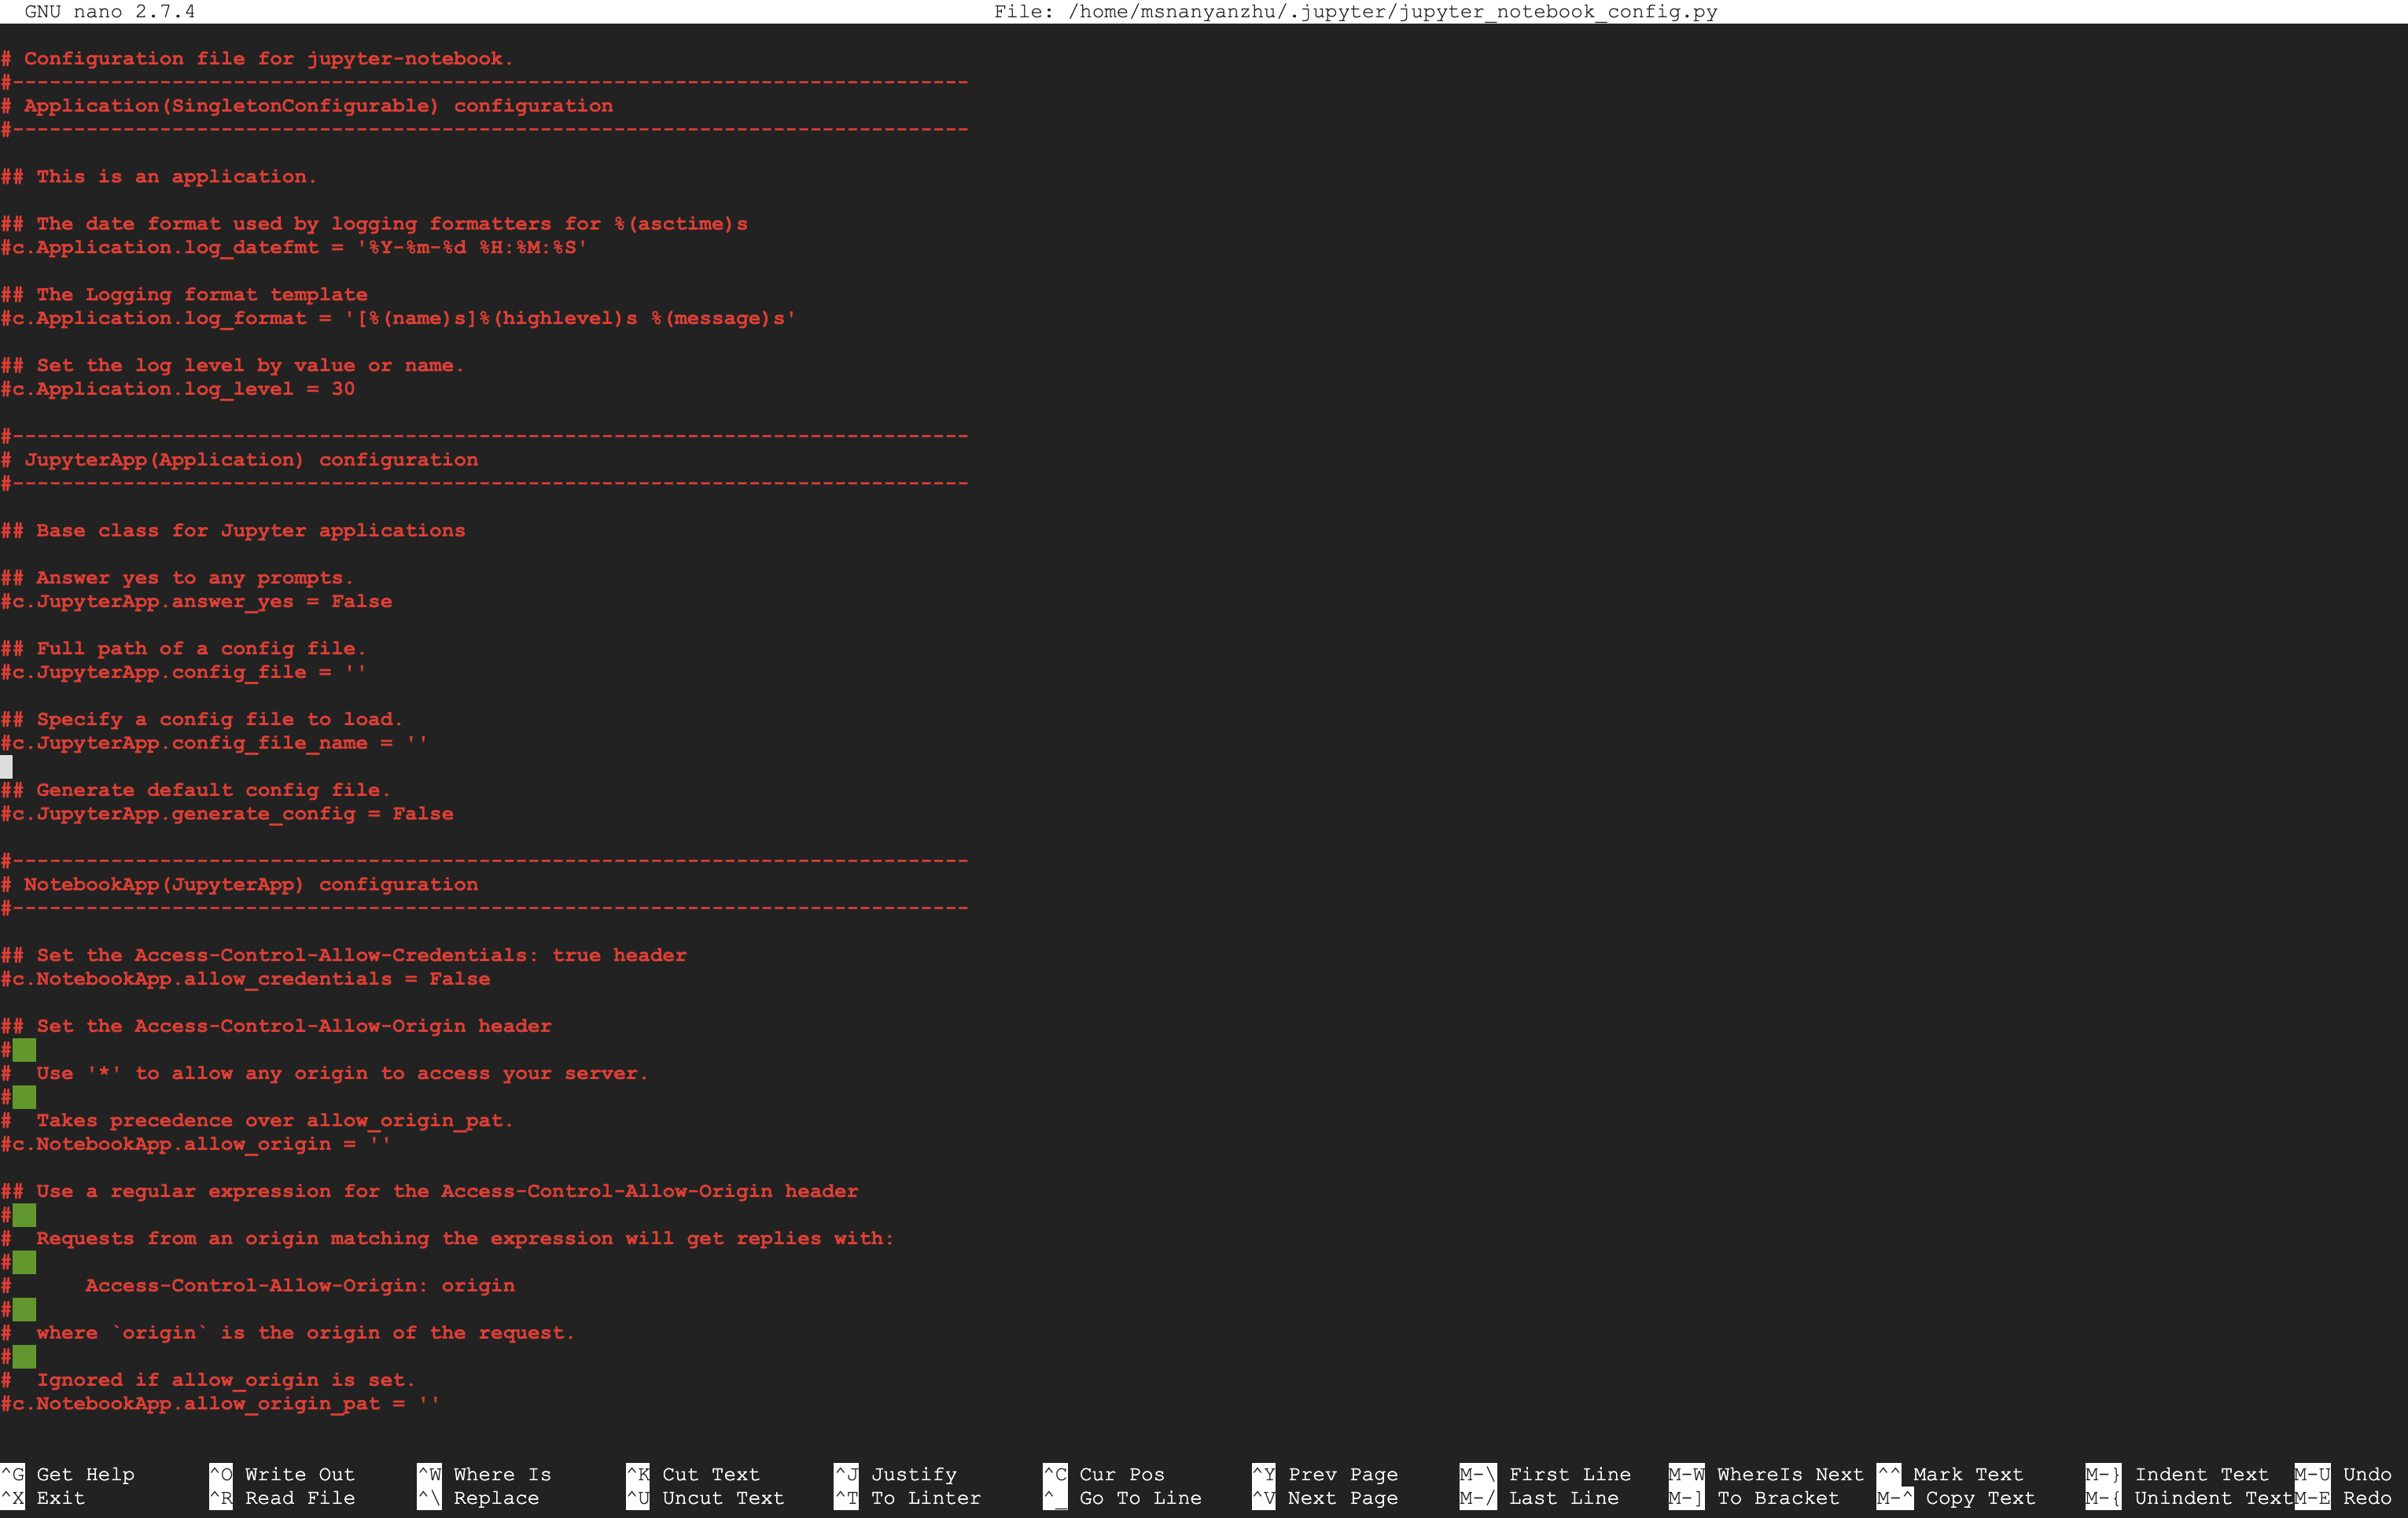 GNU nano 2.7.4 File: /home/msnanyanzhu/.jupyter/jupyter_notebook_config.py
# Configuration file for jupyter-notebook.
#------------------------------------------------------------------------------
# Application(SingletonConfigurable) configuration
#------------------------------------------------------------------------------
## This is an application.
## The date format used by logging formatters for %(asctime)s
#c.Application.log_datefmt = '%Y-%m-%d %H:%M:%S'
## The Logging format template
#c.Application.log_format = '[%(name)s]%(highlevel)s %(message)s'
## Set the log level by value or name.
#c.Application.log_level = 30
#------------------------------------------------------------------------------
# JupyterApp(Application) configuration
#------------------------------------------------------------------------------
## Base class for Jupyter applications
## Answer yes to any prompts.
#c.JupyterApp.answer_yes = False
## Full path of a config file.
#c.JupyterApp.config_file = ''
## Specify a config file to load.
#c.JupyterApp.config_file_name = ''
## Generate default config file.
#c.JupyterApp.generate_config = False
#------------------------------------------------------------------------------
# NotebookApp(JupyterApp) configuration
#------------------------------------------------------------------------------
## Set the Access-Control-Allow-Credentials: true header
#c.NotebookApp.allow_credentials = False
## Set the Access-Control-Allow-Origin header
#
#  Use '*' to allow any origin to access your server.
#
#  Takes precedence over allow_origin_pat.
#c.NotebookApp.allow_origin = ''
## Use a regular expression for the Access-Control-Allow-Origin header
#
#  Requests from an origin matching the expression will get replies with:
#
#      Access-Control-Allow-Origin: origin
#
#  where `origin` is the origin of the request.
#
#  Ignored if allow_origin is set.
#c.NotebookApp.allow_origin_pat = ''
^G Get Help ^O Write Out ^W Where Is ^K Cut Text ^J Justify ^C Cur Pos ^Y Prev Page M-\ First Line M-W WhereIs Next ^^ Mark Text M-} Indent Text M-U Undo
^X Exit ^R Read File ^\ Replace ^U Uncut Text ^T To Linter ^_ Go To Line ^V Next Page M-/ Last Line M-] To Bracket M-^ Copy Text M-{ Unindent Text M-E Redo